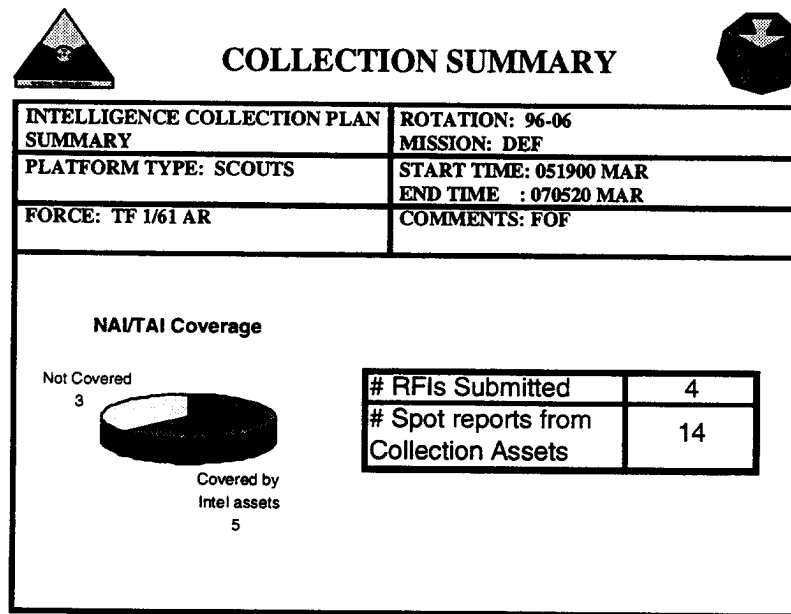 COLLECTION SUMMARY
INTELLIGENCE COLLECTION PLAN
SUMMARY
ROTATION: 96-06
MISSION: DEF
PLATFORM TYPE: SCOUTS
START TIME: 051900 MAR
END TIME : 070520 MAR
FORCE: TF 1/61 AR
COMMENTS: FOF
NAI/TAI Coverage
Not Covered
3
Covered by
Intel assets
5
# RFIs Submitted
4
# Spot reports from
Collection Assets
14